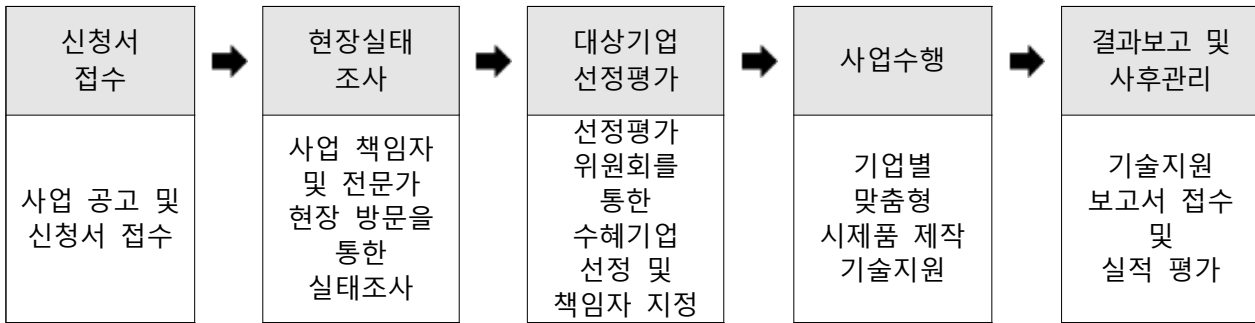 신청서
접수
사업 공고 및
신청서 접수
현장실태
조사
사업 책임자
및 전문가
현장 방문을
통한
실태조사
대상기업
선정평가
선정평가
위원회를
통한
수혜기업
선정 및
책임자 지정
사업수행
기업별
맞춤형
시제품 제작
기술지원
결과보고 및
사후관리
기술지원
보고서 접수
및
실적 평가